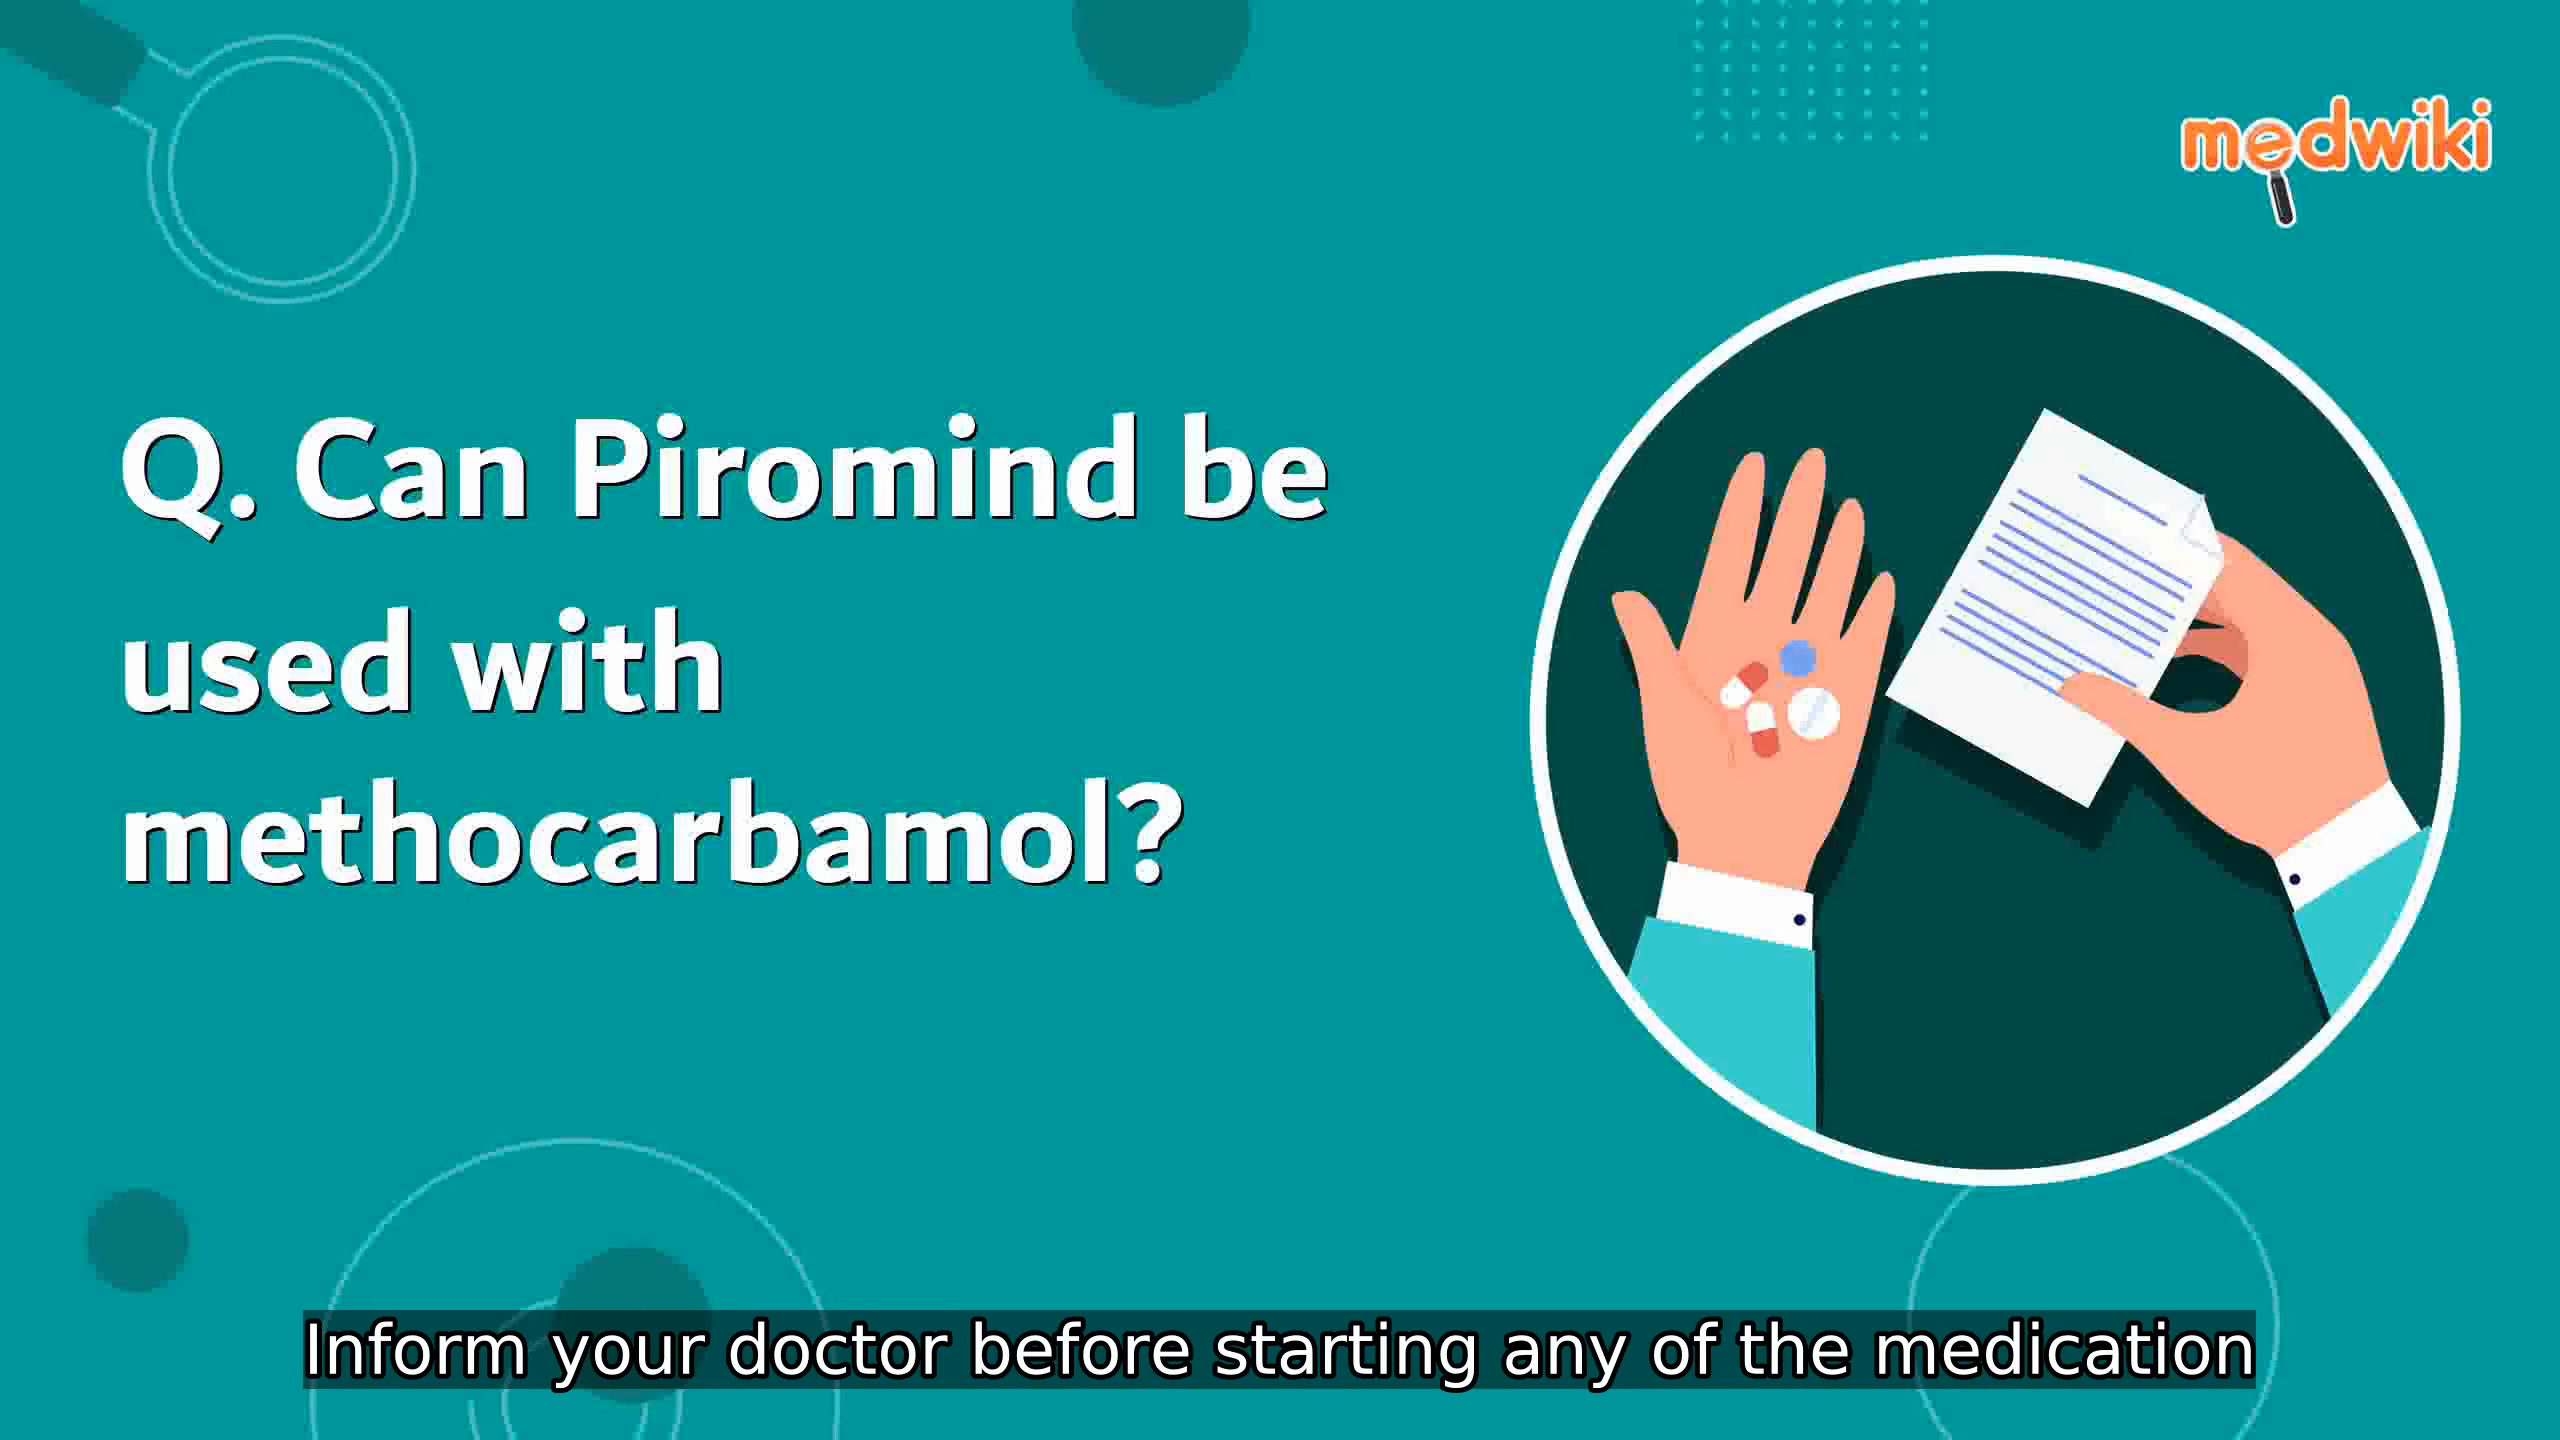 medwiki
Q. Can Piromind be
used with
methocarbamol?
Inform your doctor before starting any of the medication